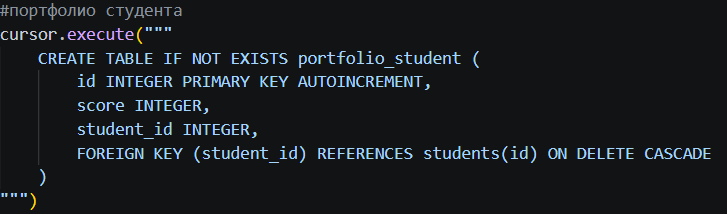 #портфолио студента
cursor.execute("""
    CREATE TABLE IF NOT EXISTS portfolio_student (
        id INTEGER PRIMARY KEY AUTOINCREMENT,
        score INTEGER,
        student_id INTEGER,
        FOREIGN KEY (student_id) REFERENCES students(id) ON DELETE CASCADE
    )
""")